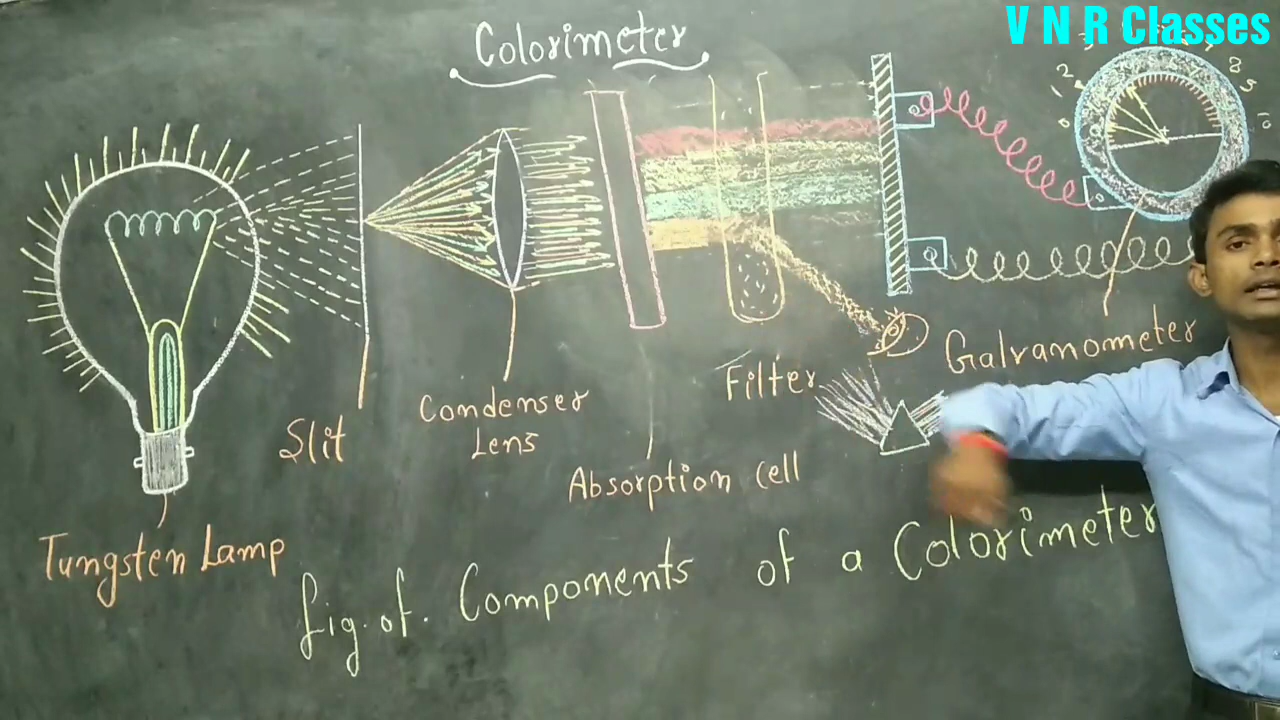 V N R Classes
Colorimeter
Slit
Condenser
Lens
Filter
Galvanometer
Absorption cell
Tungsten Lamp
fig. of. Components of a Colorimeter